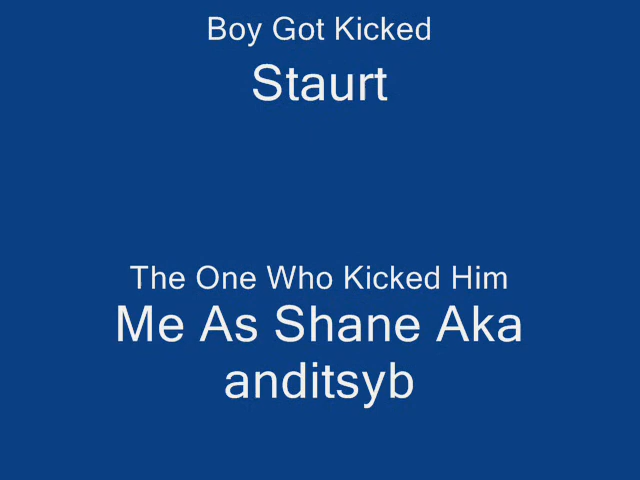 Boy Got Kicked
Staurt
The One Who Kicked Him
Me As Shane Aka
anditsyb